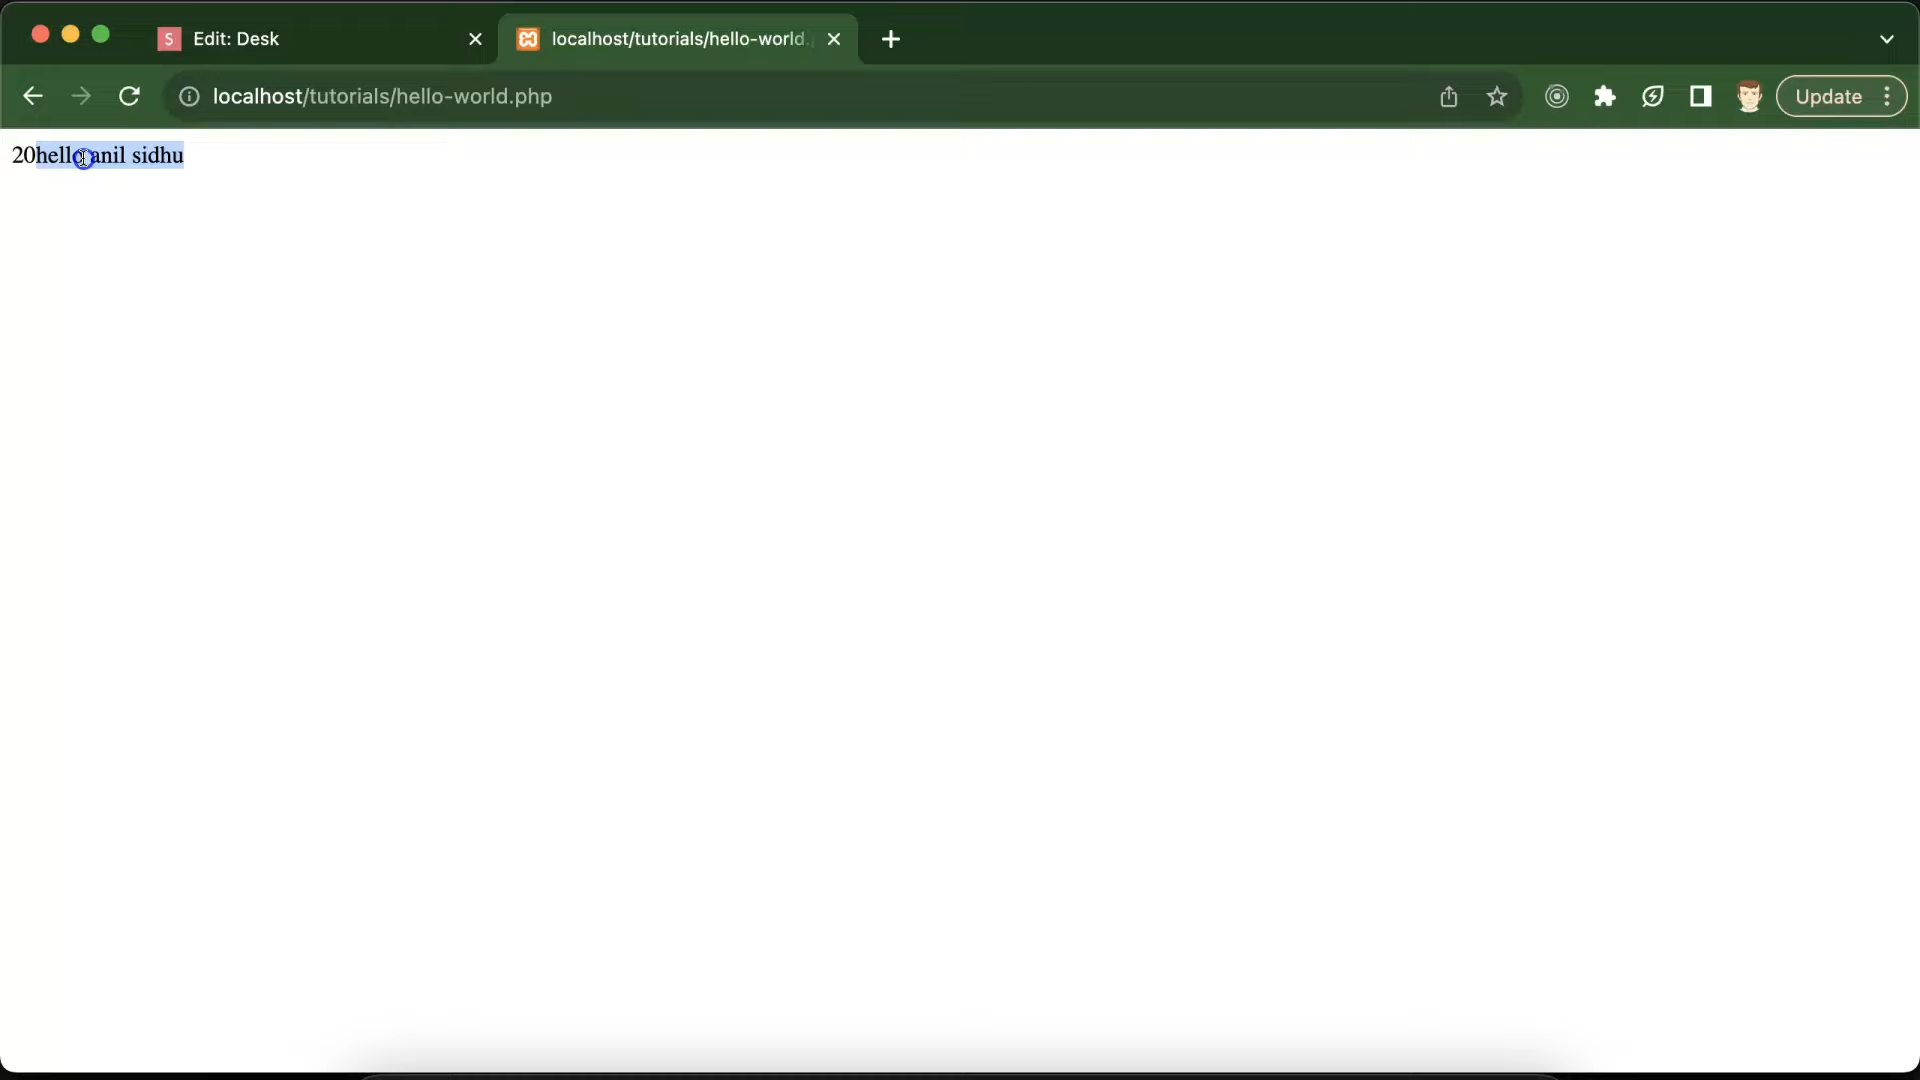 S Edit: Desk
localhost/tutorials/hello-world.
localhost/tutorials/hello-world.php
Update
20hello anil sidhu